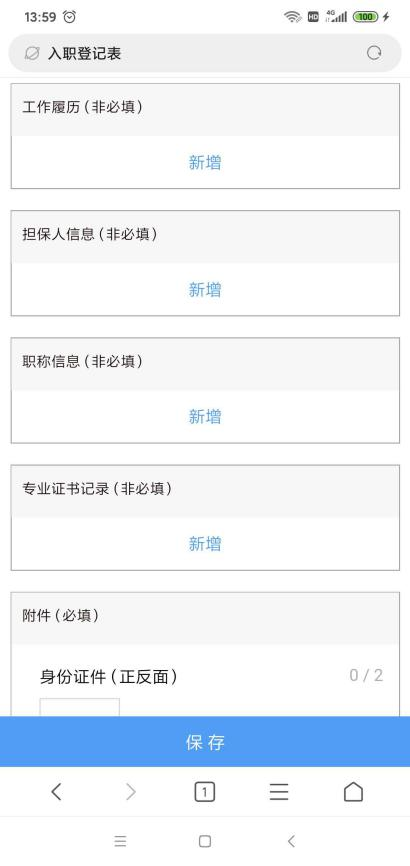 13:59 HD 4G 100
入职登记表
工作履历(非必填)
新增
担保人信息(非必填)
新增
职称信息(非必填)
新增
专业证书记录(非必填)
新增
附件(必填)
身份证件(正反面) 0/2
保存
1